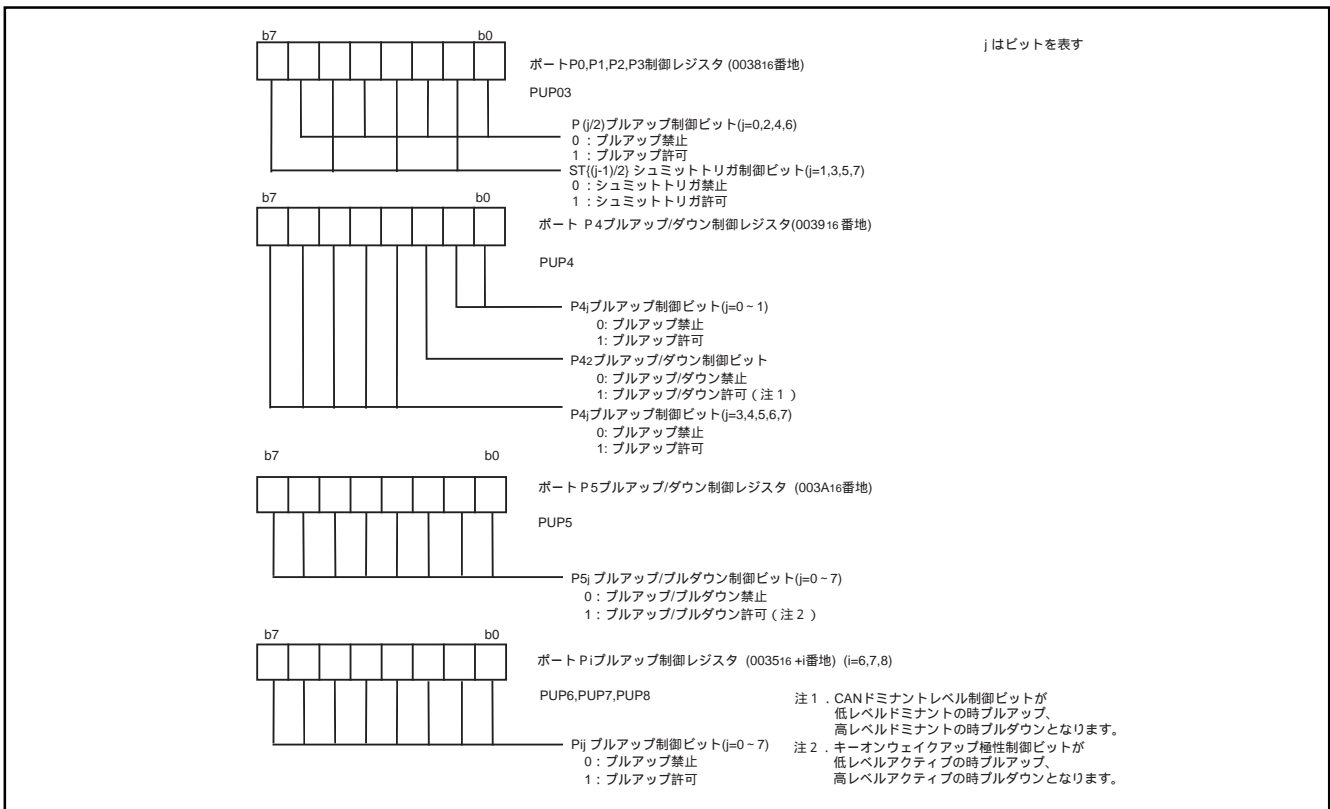 b7 b0
j はビットを表す
ポートP0,P1,P2,P3制御レジスタ (003816番地)
PUP03
P (j/2)プルアップ制御ビット(j=0,2,4,6)
0 : プルアップ禁止
1 : プルアップ許可
ST{(j-1)/2} シュミットトリガ制御ビット(j=1,3,5,7)
0 : シュミットトリガ禁止
1 : シュミットトリガ許可
b7 b0
ポート P4プルアップ/ダウン制御レジスタ(003916番地)
PUP4
P4jプルアップ制御ビット(j=0~1)
0: プルアップ禁止
1: プルアップ許可
P42プルアップ/ダウン制御ビット
0: プルアップ/ダウン禁止
1: プルアップ/ダウン許可(注1)
P4jプルアップ制御ビット(j=3,4,5,6,7)
0: プルアップ禁止
1: プルアップ許可
b7 b0
ポートP5プルアップ/ダウン制御レジスタ (003A16番地)
PUP5
P5j プルアップ/プルダウン制御ビット(j=0~7)
0 : プルアップ/プルダウン禁止
1 : プルアップ/プルダウン許可(注2)
b7 b0
ポートPiプルアップ制御レジスタ (003516 +i番地) (i=6,7,8)
PUP6,PUP7,PUP8
Pij プルアップ制御ビット(j=0~7)
0 : プルアップ禁止
1 : プルアップ許可
注1.CANドミナントレベル制御ビットが
低レベルドミナントの時プルアップ、
高レベルドミナントの時プルダウンとなります。
注2.キーオンウェイクアップ極性制御ビットが
低レベルアクティブの時プルアップ、
高レベルアクティブの時プルダウンとなります。